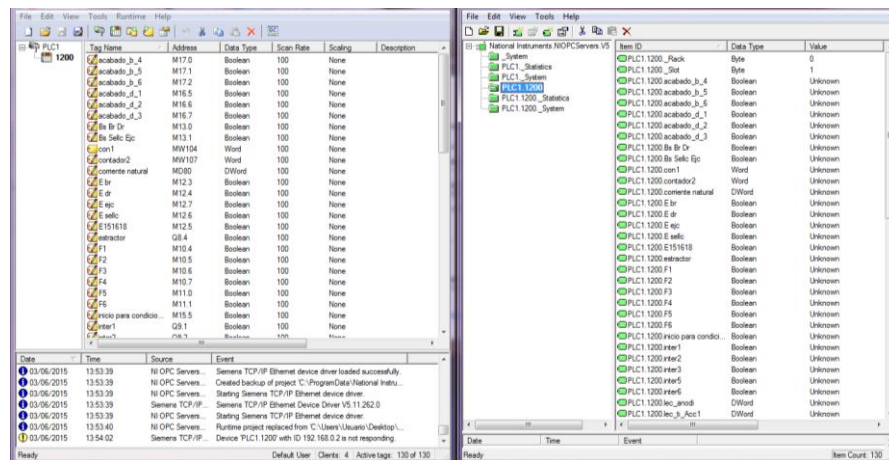 File Edit View Tools Runtime Help
PLC1
1200
Tag Name Address Data Type Scan Rate Scaling Description
acabado_b_4 M17.0 Boolean 100 None
acabado_b_5 M17.1 Boolean 100 None
acabado_b_6 M17.2 Boolean 100 None
acabado_d_1 M16.5 Boolean 100 None
acabado_d_2 M16.6 Boolean 100 None
acabado_d_3 M16.7 Boolean 100 None
Bs Br Dr M13.0 Boolean 100 None
Bs Selic Ejc M13.1 Boolean 100 None
con1 MW104 Word 100 None
contador2 MW107 Word 100 None
corriente natural MD80 DWord 100 None
E br M12.3 Boolean 100 None
E dr M12.4 Boolean 100 None
E ejc M12.7 Boolean 100 None
E selic M12.6 Boolean 100 None
E151618 M12.5 Boolean 100 None
extractor Q8.4 Boolean 100 None
F1 M10.4 Boolean 100 None
F2 M10.5 Boolean 100 None
F3 M10.6 Boolean 100 None
F4 M10.7 Boolean 100 None
F5 M11.0 Boolean 100 None
F6 M11.1 Boolean 100 None
inicio para condicio... M15.5 Boolean 100 None
inter1 Q9.1 Boolean 100 None
Date Time Source Event
03/06/2015 13:53:39 NI OPC Servers... Siemens TCP/IP Ethernet device driver loaded successfully.
03/06/2015 13:53:39 NI OPC Servers... Created backup of project 'C:\ProgramData\National Instru...
03/06/2015 13:53:39 NI OPC Servers... Starting Siemens TCP/IP Ethernet device driver.
03/06/2015 13:53:39 Siemens TCP/IP... Siemens TCP/IP Ethernet Device Driver V5.11.262.0
03/06/2015 13:53:39 NI OPC Servers... Starting Siemens TCP/IP Ethernet device driver.
03/06/2015 13:53:40 NI OPC Servers... Runtime project replaced from 'C:\Users\Usuario\Desktop\...
03/06/2015 13:54:02 Siemens TCP/IP... Device 'PLC1.1200' with ID 192.168.0.2 is not responding.
Ready Default User Clients: 4 Active tags: 130 of 130
File Edit View Tools Help
National Instruments.NIOPCServers.V5
_System
PLC1._Statistics
PLC1._System
PLC1.1200
PLC1.1200._Statistics
PLC1.1200._System
Item ID Data Type Value
PLC1.1200._Rack Byte 0
PLC1.1200._Slot Byte 1
PLC1.1200.acabado_b_4 Boolean Unknown
PLC1.1200.acabado_b_5 Boolean Unknown
PLC1.1200.acabado_b_6 Boolean Unknown
PLC1.1200.acabado_d_1 Boolean Unknown
PLC1.1200.acabado_d_2 Boolean Unknown
PLC1.1200.acabado_d_3 Boolean Unknown
PLC1.1200.Bs Br Dr Boolean Unknown
PLC1.1200.Bs Selic Ejc Boolean Unknown
PLC1.1200.con1 Word Unknown
PLC1.1200.contador2 Word Unknown
PLC1.1200.corriente natural DWord Unknown
PLC1.1200.E br Boolean Unknown
PLC1.1200.E dr Boolean Unknown
PLC1.1200.E ejc Boolean Unknown
PLC1.1200.E selic Boolean Unknown
PLC1.1200.E151618 Boolean Unknown
PLC1.1200.extractor Boolean Unknown
PLC1.1200.F1 Boolean Unknown
PLC1.1200.F2 Boolean Unknown
PLC1.1200.F3 Boolean Unknown
PLC1.1200.F4 Boolean Unknown
PLC1.1200.F5 Boolean Unknown
PLC1.1200.F6 Boolean Unknown
PLC1.1200.inicio para condici... Boolean Unknown
PLC1.1200.inter1 Boolean Unknown
PLC1.1200.inter2 Boolean Unknown
PLC1.1200.inter3 Boolean Unknown
PLC1.1200.inter5 Boolean Unknown
PLC1.1200.inter6 Boolean Unknown
PLC1.1200.lec_anodi DWord Unknown
PLC1.1200.lec_ti_Acc1 DWord Unknown
Date Time Event
Ready Item Count: 130